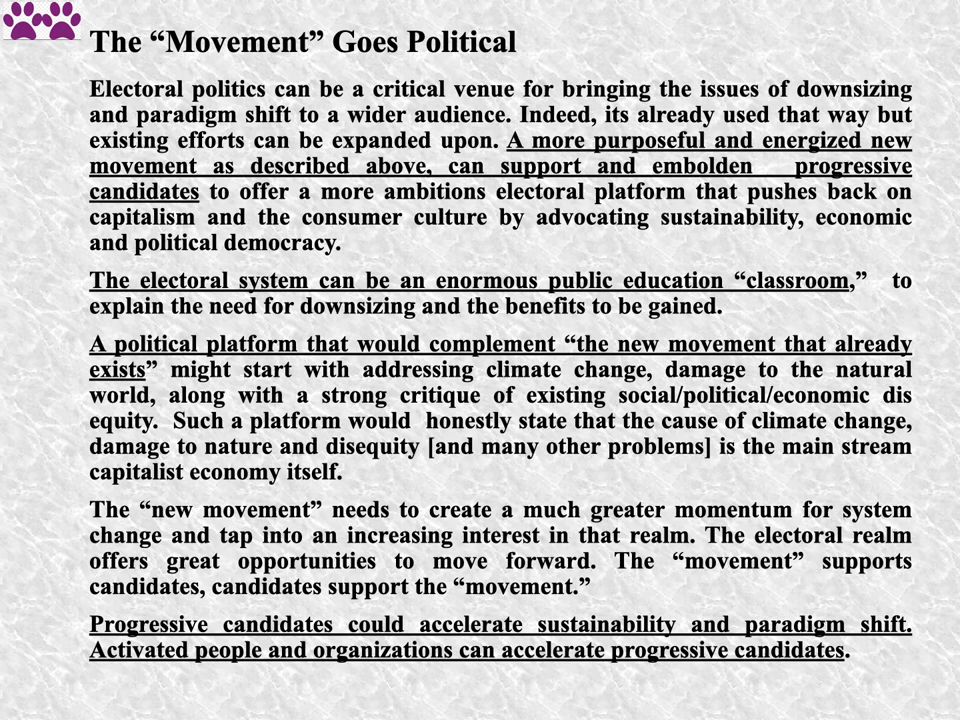 The “Movement” Goes Political
Electoral politics can be a critical venue for bringing the issues of downsizing
and paradigm shift to a wider audience. Indeed, its already used that way but
existing efforts can be expanded upon. A more purposeful and energized new
movement as described above, can support and embolden progressive
candidates to offer a more ambitions electoral platform that pushes back on
capitalism and the consumer culture by advocating sustainability, economic
and political democracy.
The electoral system can be an enormous public education “classroom,” to
explain the need for downsizing and the benefits to be gained.
A political platform that would complement “the new movement that already
exists” might start with addressing climate change, damage to the natural
world, along with a strong critique of existing social/political/economic dis
equity. Such a platform would honestly state that the cause of climate change,
damage to nature and disequity [and many other problems] is the main stream
capitalist economy itself.
The “new movement” needs to create a much greater momentum for system
change and tap into an increasing interest in that realm. The electoral realm
offers great opportunities to move forward. The “movement” supports
candidates, candidates support the “movement.”
Progressive candidates could accelerate sustainability and paradigm shift.
Activated people and organizations can accelerate progressive candidates.